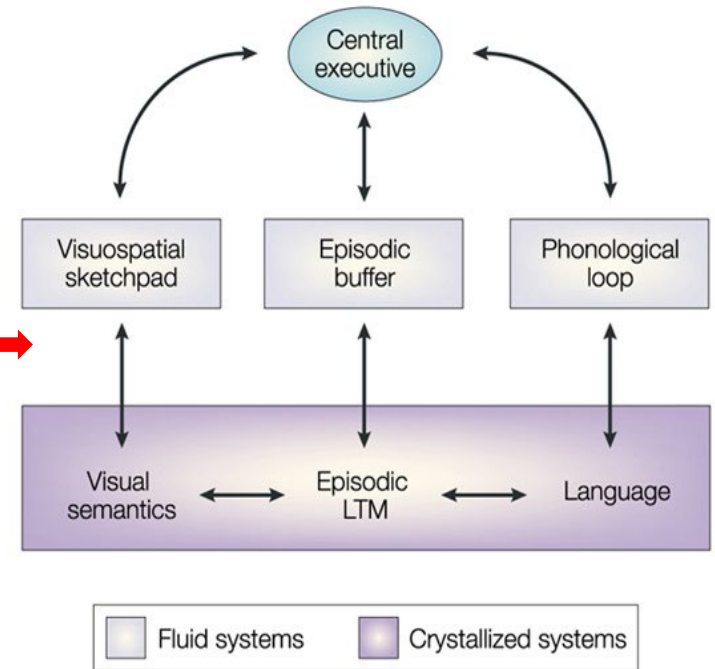 Central
executive
Visuospatial
sketchpad
Episodic
buffer
Phonological
loop
Visual
semantics
Episodic
LTM
Language
Fluid systems
Crystallized systems